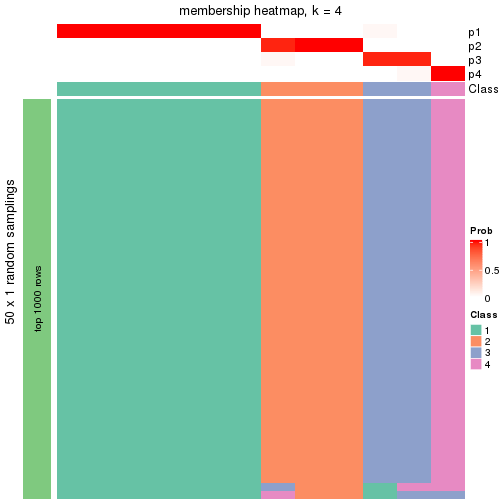 membership heatmap, k = 4
p1
p2
p3
p4
Class
50 x 1 random samplings
top 1000 rows
Prob
1
0.5
0
Class
1
2
3
4